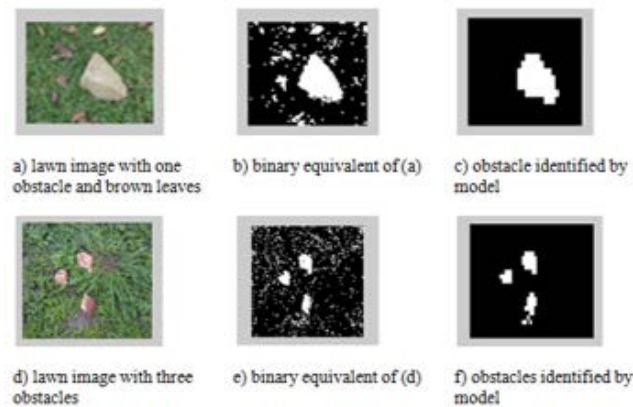 a) lawn image with one
obstacle and brown leaves
b) binary equivalent of (a)
c) obstacle identified by
model
d) lawn image with three
obstacles
e) binary equivalent of (d)
f) obstacles identified by
model